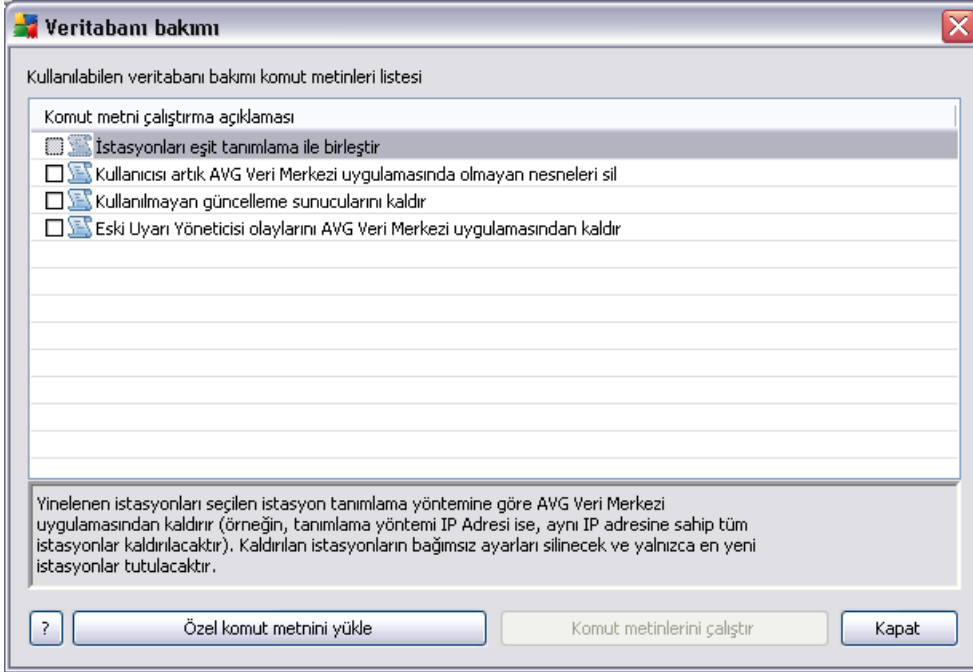 Veritabanı bakımı
Kullanılabilen veritabanı bakımı komut metinleri listesi
Komut metni çalıştırma açıklaması
İstasyonları eşit tanımlama ile birleştir
Kullanıcısı artık AVG Veri Merkezi uygulamasında olmayan nesneleri sil
Kullanılmayan güncelleme sunucularını kaldır
Eski Uyarı Yöneticisi olaylarını AVG Veri Merkezi uygulamasından kaldır
Yinelenen istasyonları seçilen istasyon tanımlama yöntemine göre AVG Veri Merkezi
uygulamasından kaldırır (örneğin, tanımlama yöntemi IP Adresi ise, aynı IP adresine sahip tüm
istasyonlar kaldırılacaktır). Kaldırılan istasyonların bağımsız ayarları silinecek ve yalnızca en yeni
istasyonlar tutulacaktır.
? Özel komut metnini yükle Komut metinlerini çalıştır Kapat